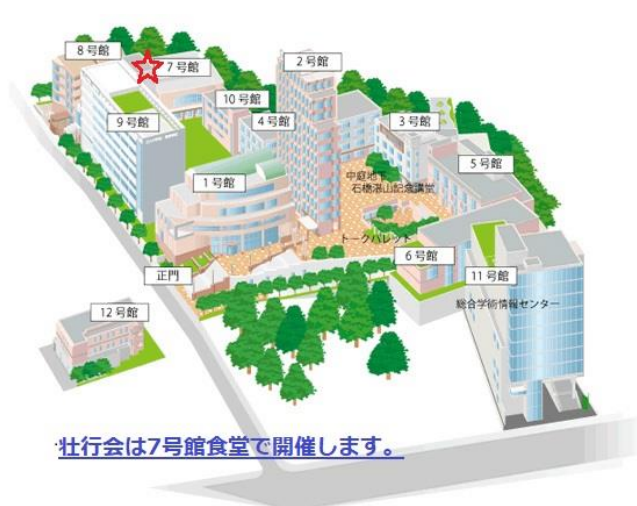 8号館
7号館
2号館
10号館
9号館
4号館
3号館
5号館
1号館
中庭地下
石橋湛山記念講堂
トークパレット
6号館
正門
11号館
総合学術情報センター
12号館
壮行会は7号館食堂で開催します。